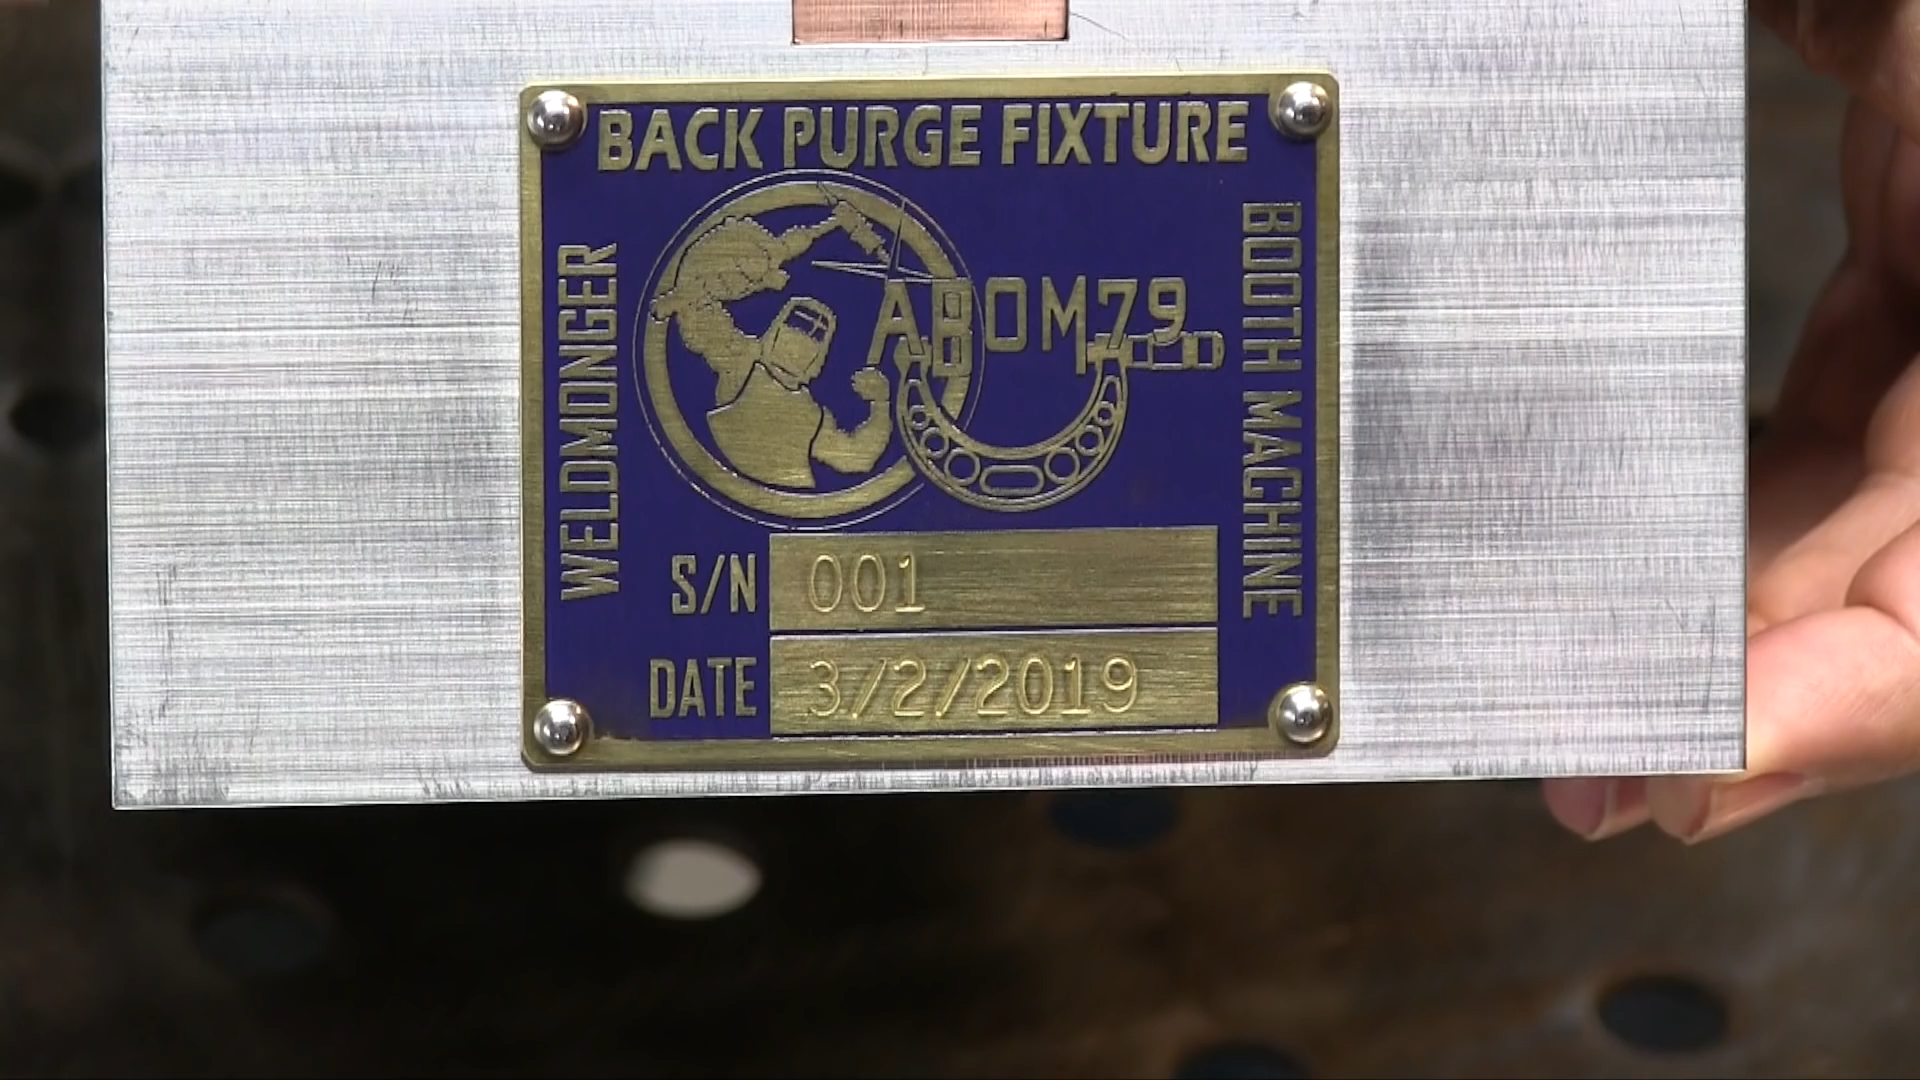 BACK PURGE FIXTURE
WELDMONGER
ABOM79
BOOTH MACHINE
S/N 001
DATE 3/2/2019